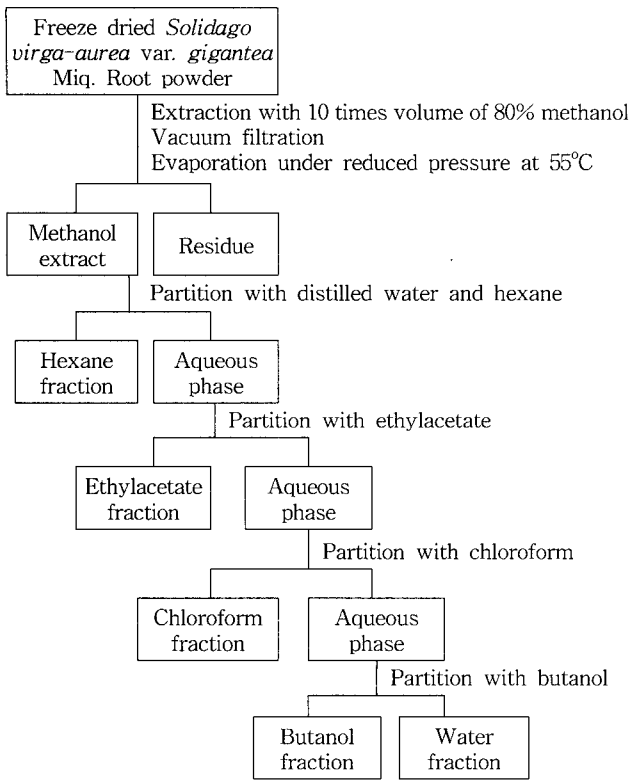 Freeze dried Solidago
virga-aurea var. gigantea
Miq. Root powder
Extraction with 10 times volume of 80% methanol
Vacuum filtration
Evaporation under reduced pressure at 55°C
Methanol
extract
Residue
Partition with distilled water and hexane
Hexane
fraction
Aqueous
phase
Partition with ethylacetate
Ethylacetate
fraction
Aqueous
phase
Partition with chloroform
Chloroform
fraction
Aqueous
phase
Partition with butanol
Butanol
fraction
Water
fraction